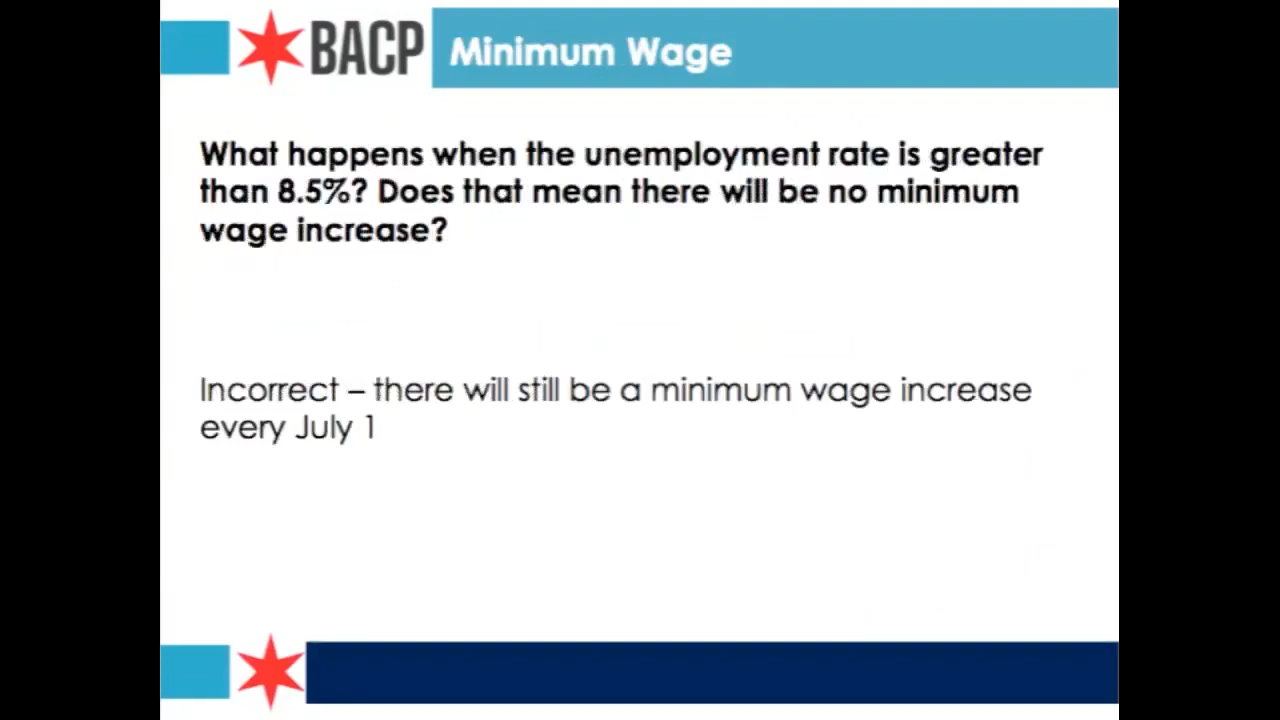 BACP
Minimum Wage
What happens when the unemployment rate is greater
than 8.5%? Does that mean there will be no minimum
wage increase?
Incorrect – there will still be a minimum wage increase
every July 1